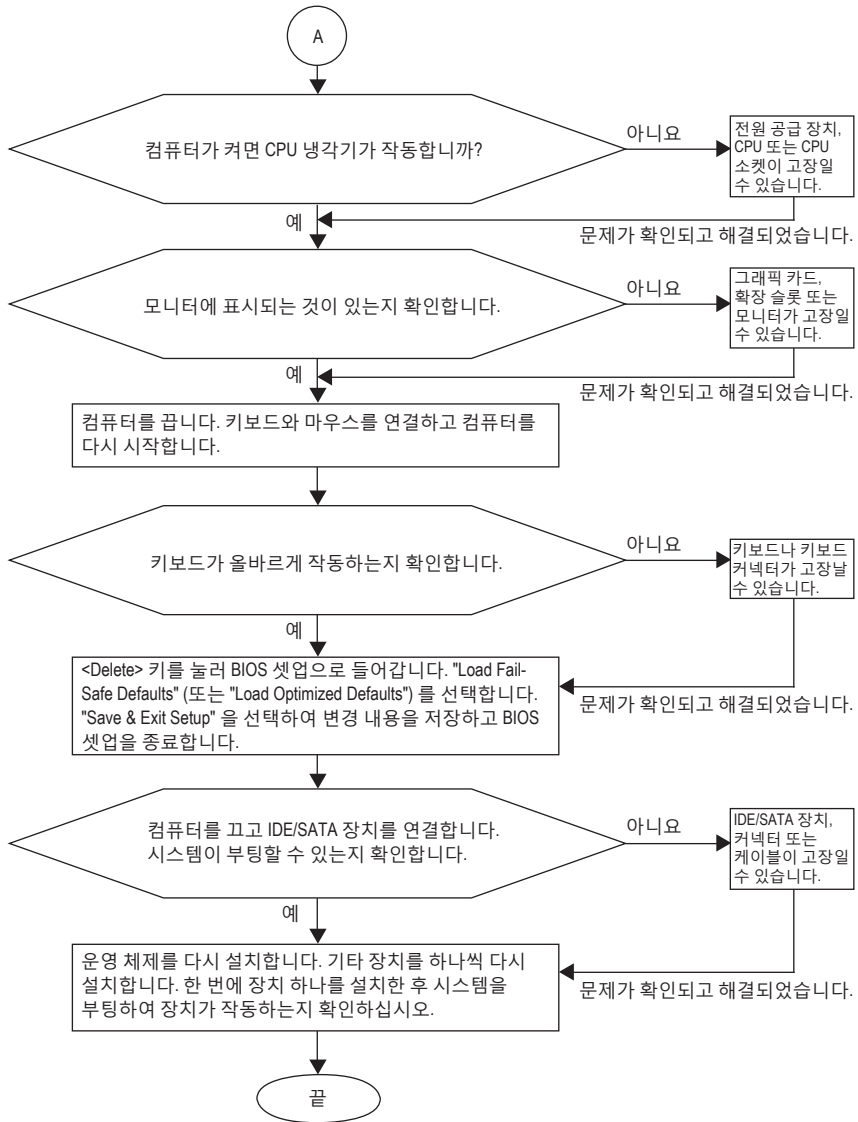 A
컴퓨터가 켜면 CPU 냉각기가 작동합니까?
아니요
전원 공급 장치,
CPU 또는 CPU
소켓이 고장일
수 있습니다.
예
문제가 확인되고 해결되었습니다.
모니터에 표시되는 것이 있는지 확인합니다.
아니요
그래픽 카드,
확장 슬롯 또는
모니터가 고장일
수 있습니다.
예
문제가 확인되고 해결되었습니다.
컴퓨터를 끕니다. 키보드와 마우스를 연결하고 컴퓨터를
다시 시작합니다.
키보드가 올바르게 작동하는지 확인합니다.
아니요
키보드나 키보드
커넥터가 고장날
수 있습니다.
예
<Delete> 키를 눌러 BIOS 셋업으로 들어갑니다. "Load Fail-
Safe Defaults" (또는 "Load Optimized Defaults") 를 선택합니다.
"Save & Exit Setup" 을 선택하여 변경 내용을 저장하고 BIOS
셋업을 종료합니다.
문제가 확인되고 해결되었습니다.
컴퓨터를 끄고 IDE/SATA 장치를 연결합니다.
시스템이 부팅할 수 있는지 확인합니다.
아니요
IDE/SATA 장치,
커넥터 또는
케이블이 고장일
수 있습니다.
예
운영 체제를 다시 설치합니다. 기타 장치를 하나씩 다시
설치합니다. 한 번에 장치 하나를 설치한 후 시스템을
부팅하여 장치가 작동하는지 확인하십시오.
문제가 확인되고 해결되었습니다.
끝